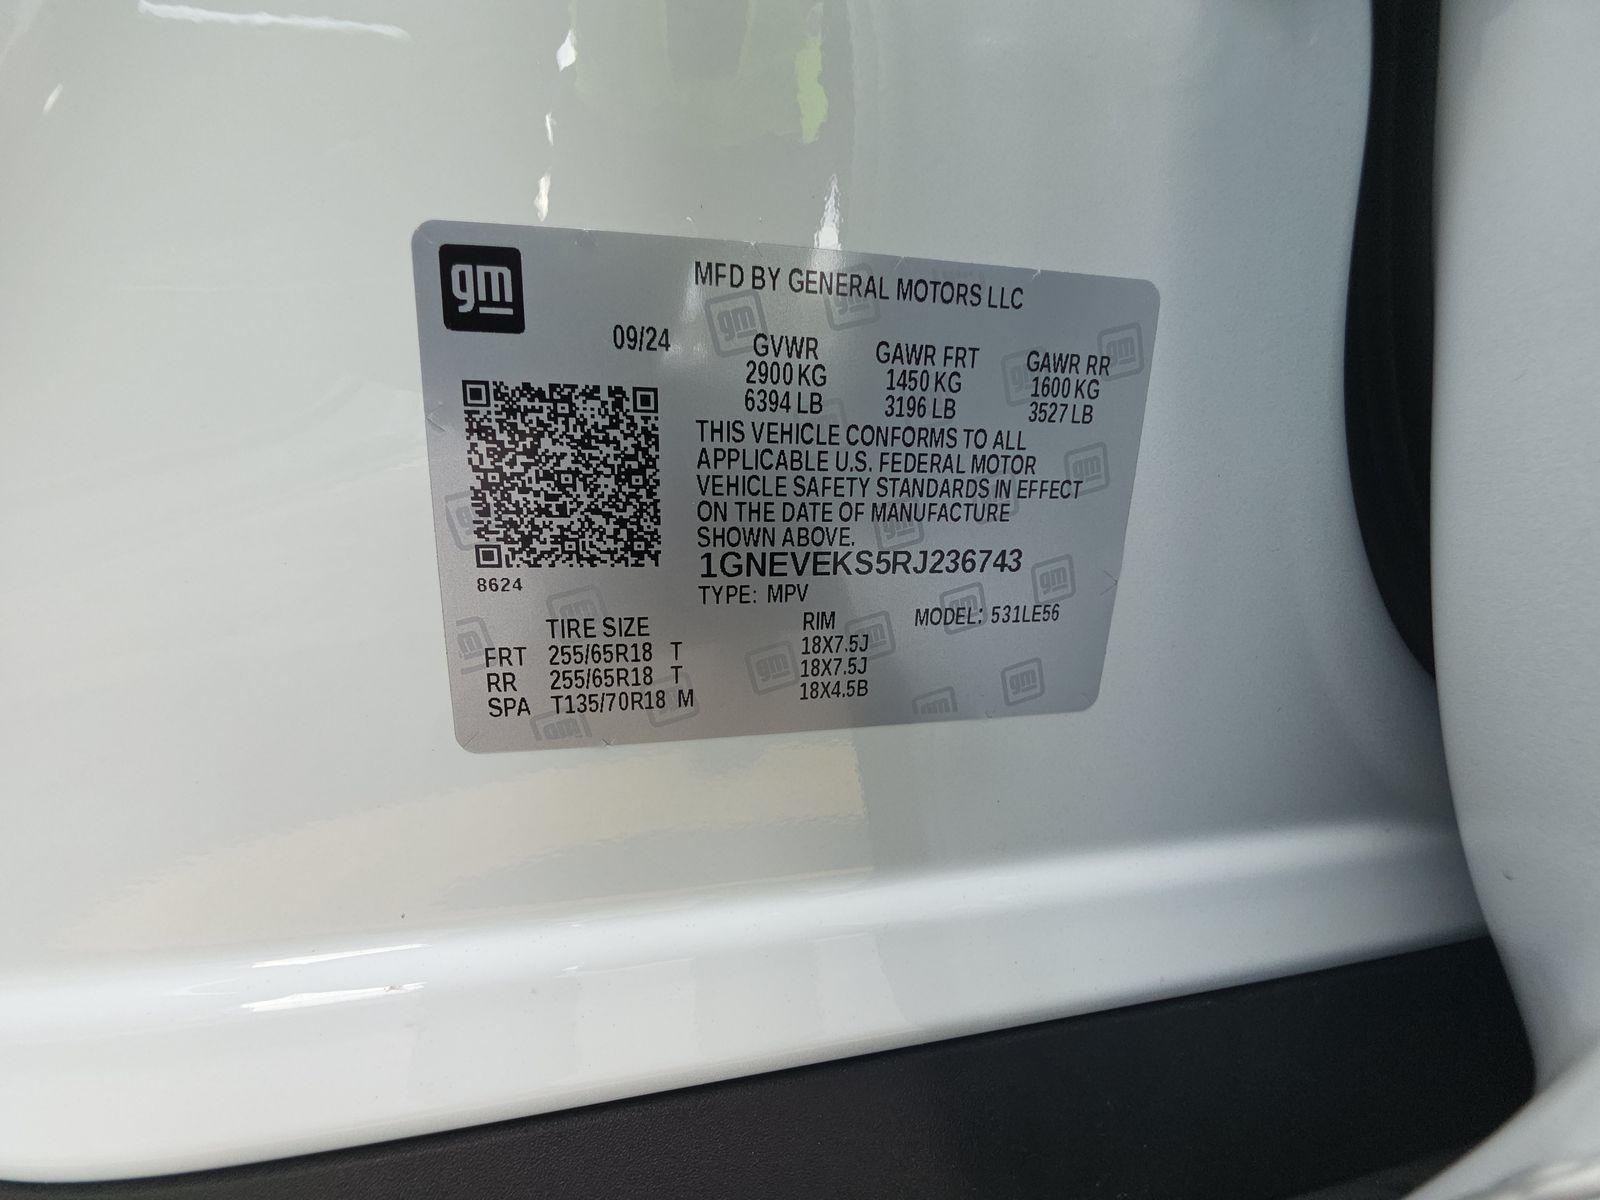 gm
MFD BY GENERAL MOTORS LLC
09/24
GVWR GAWR FRT GAWR RR
2900 KG 1450 KG 1600 KG
6394 LB 3196 LB 3527 LB
THIS VEHICLE CONFORMS TO ALL
APPLICABLE U.S. FEDERAL MOTOR
VEHICLE SAFETY STANDARDS IN EFFECT
ON THE DATE OF MANUFACTURE
SHOWN ABOVE.
1GNEVEKS5RJ236743
8624
TYPE: MPV
MODEL: 531LE56
TIRE SIZE RIM
FRT 255/65R18 T 18X7.5J
RR 255/65R18 T 18X7.5J
SPA T135/70R18 M 18X4.5B